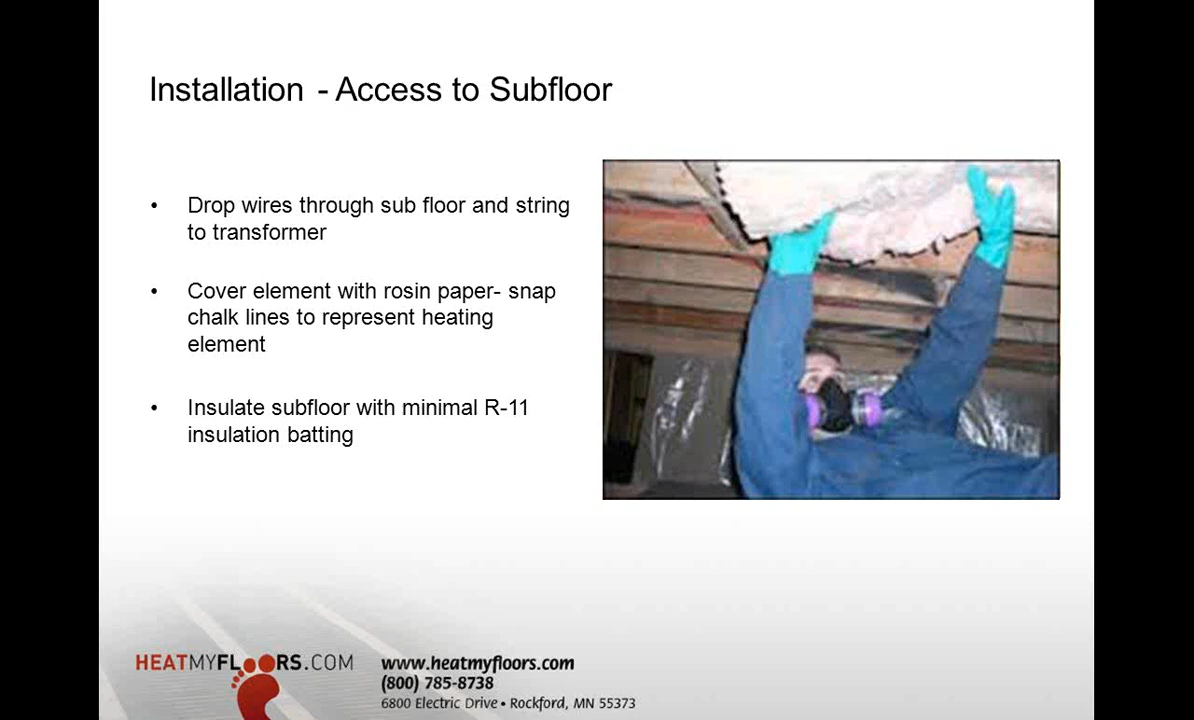 Installation - Access to Subfloor
• Drop wires through sub floor and string
to transformer
• Cover element with rosin paper- snap
chalk lines to represent heating
element
• Insulate subfloor with minimal R-11
insulation batting
HEATMYFLOORS.COM
www.heatmyfloors.com
(800) 785-8738
6800 Electric Drive • Rockford, MN 55373